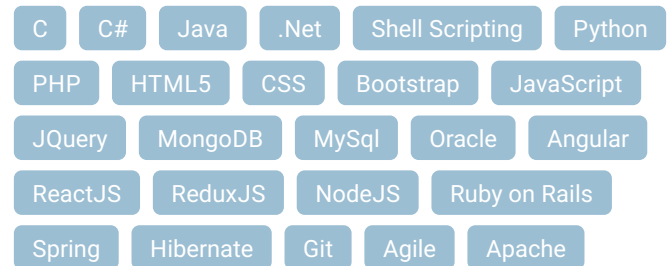 C C# Java .Net Shell Scripting Python
PHP HTML5 CSS Bootstrap JavaScript
JQuery MongoDB MySql Oracle Angular
ReactJS ReduxJS NodeJS Ruby on Rails
Spring Hibernate Git Agile Apache